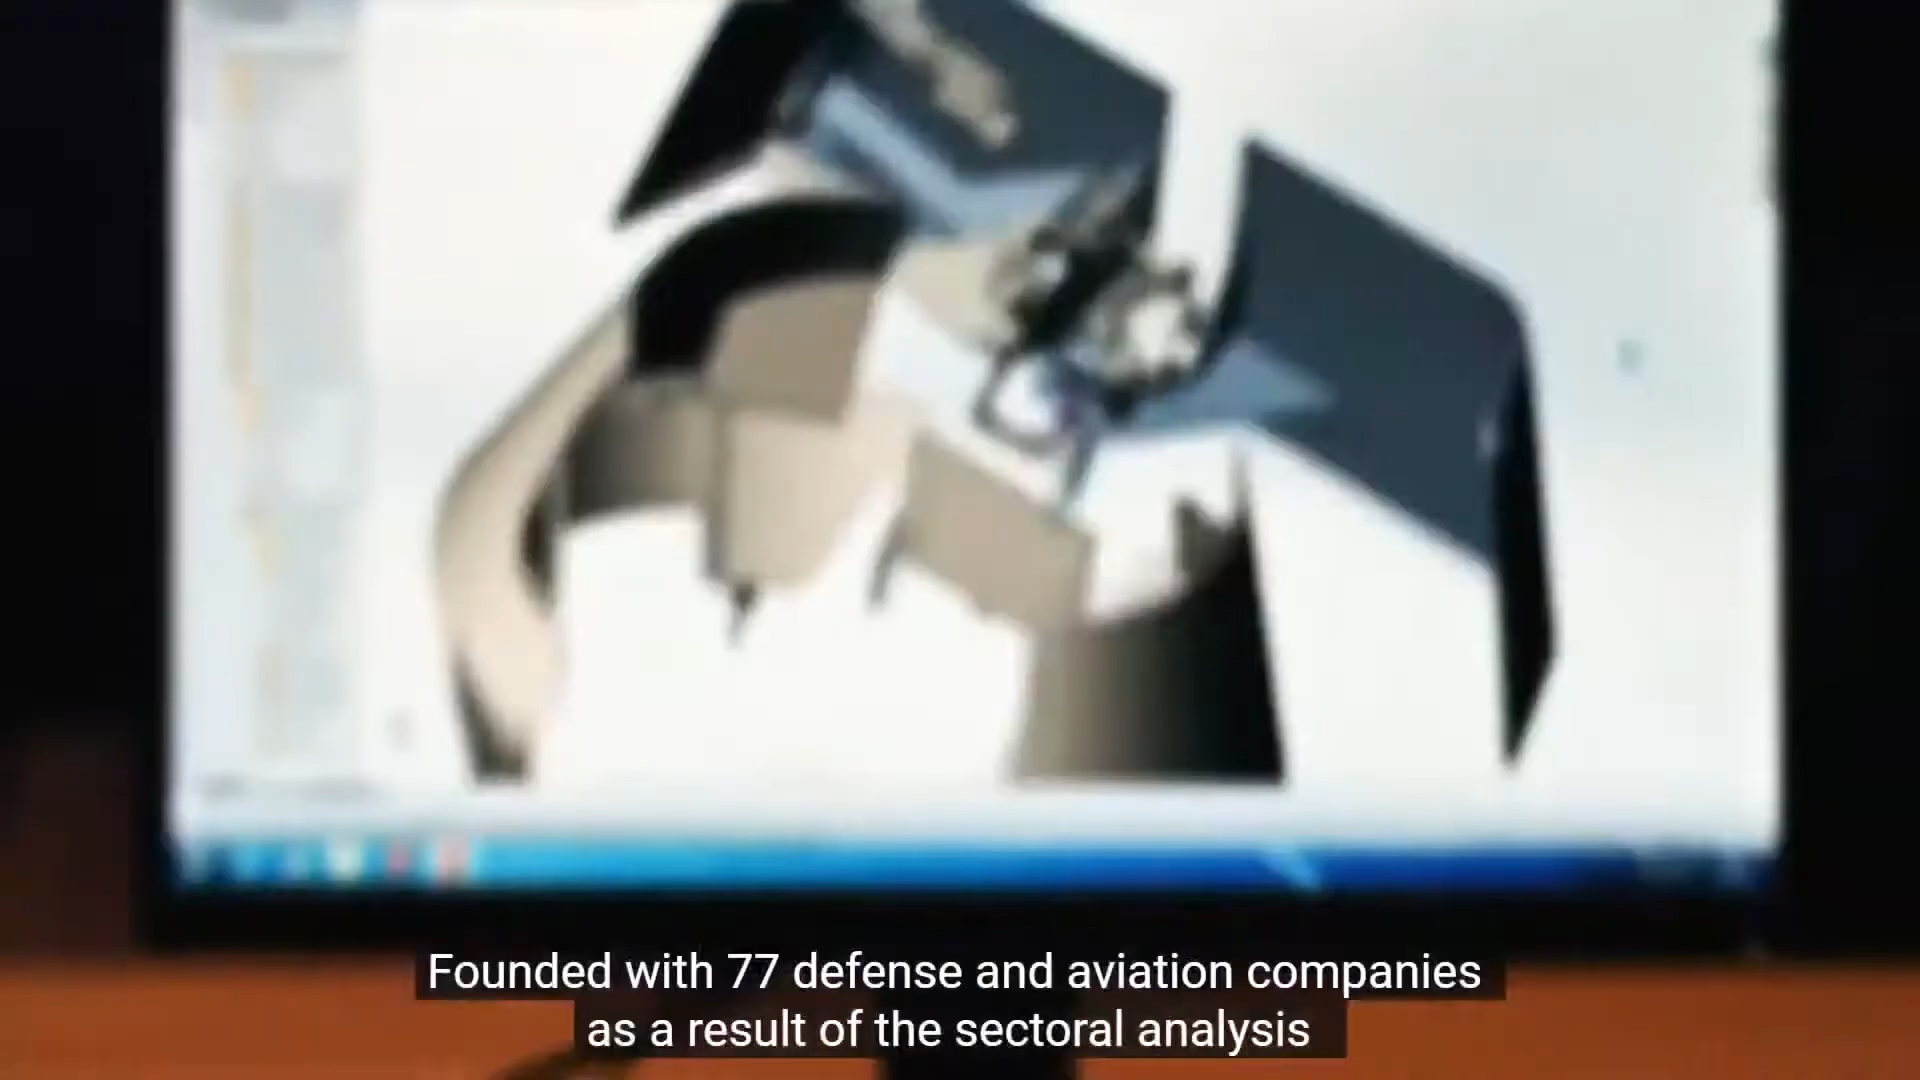 Founded with 77 defense and aviation companies
as a result of the sectoral analysis